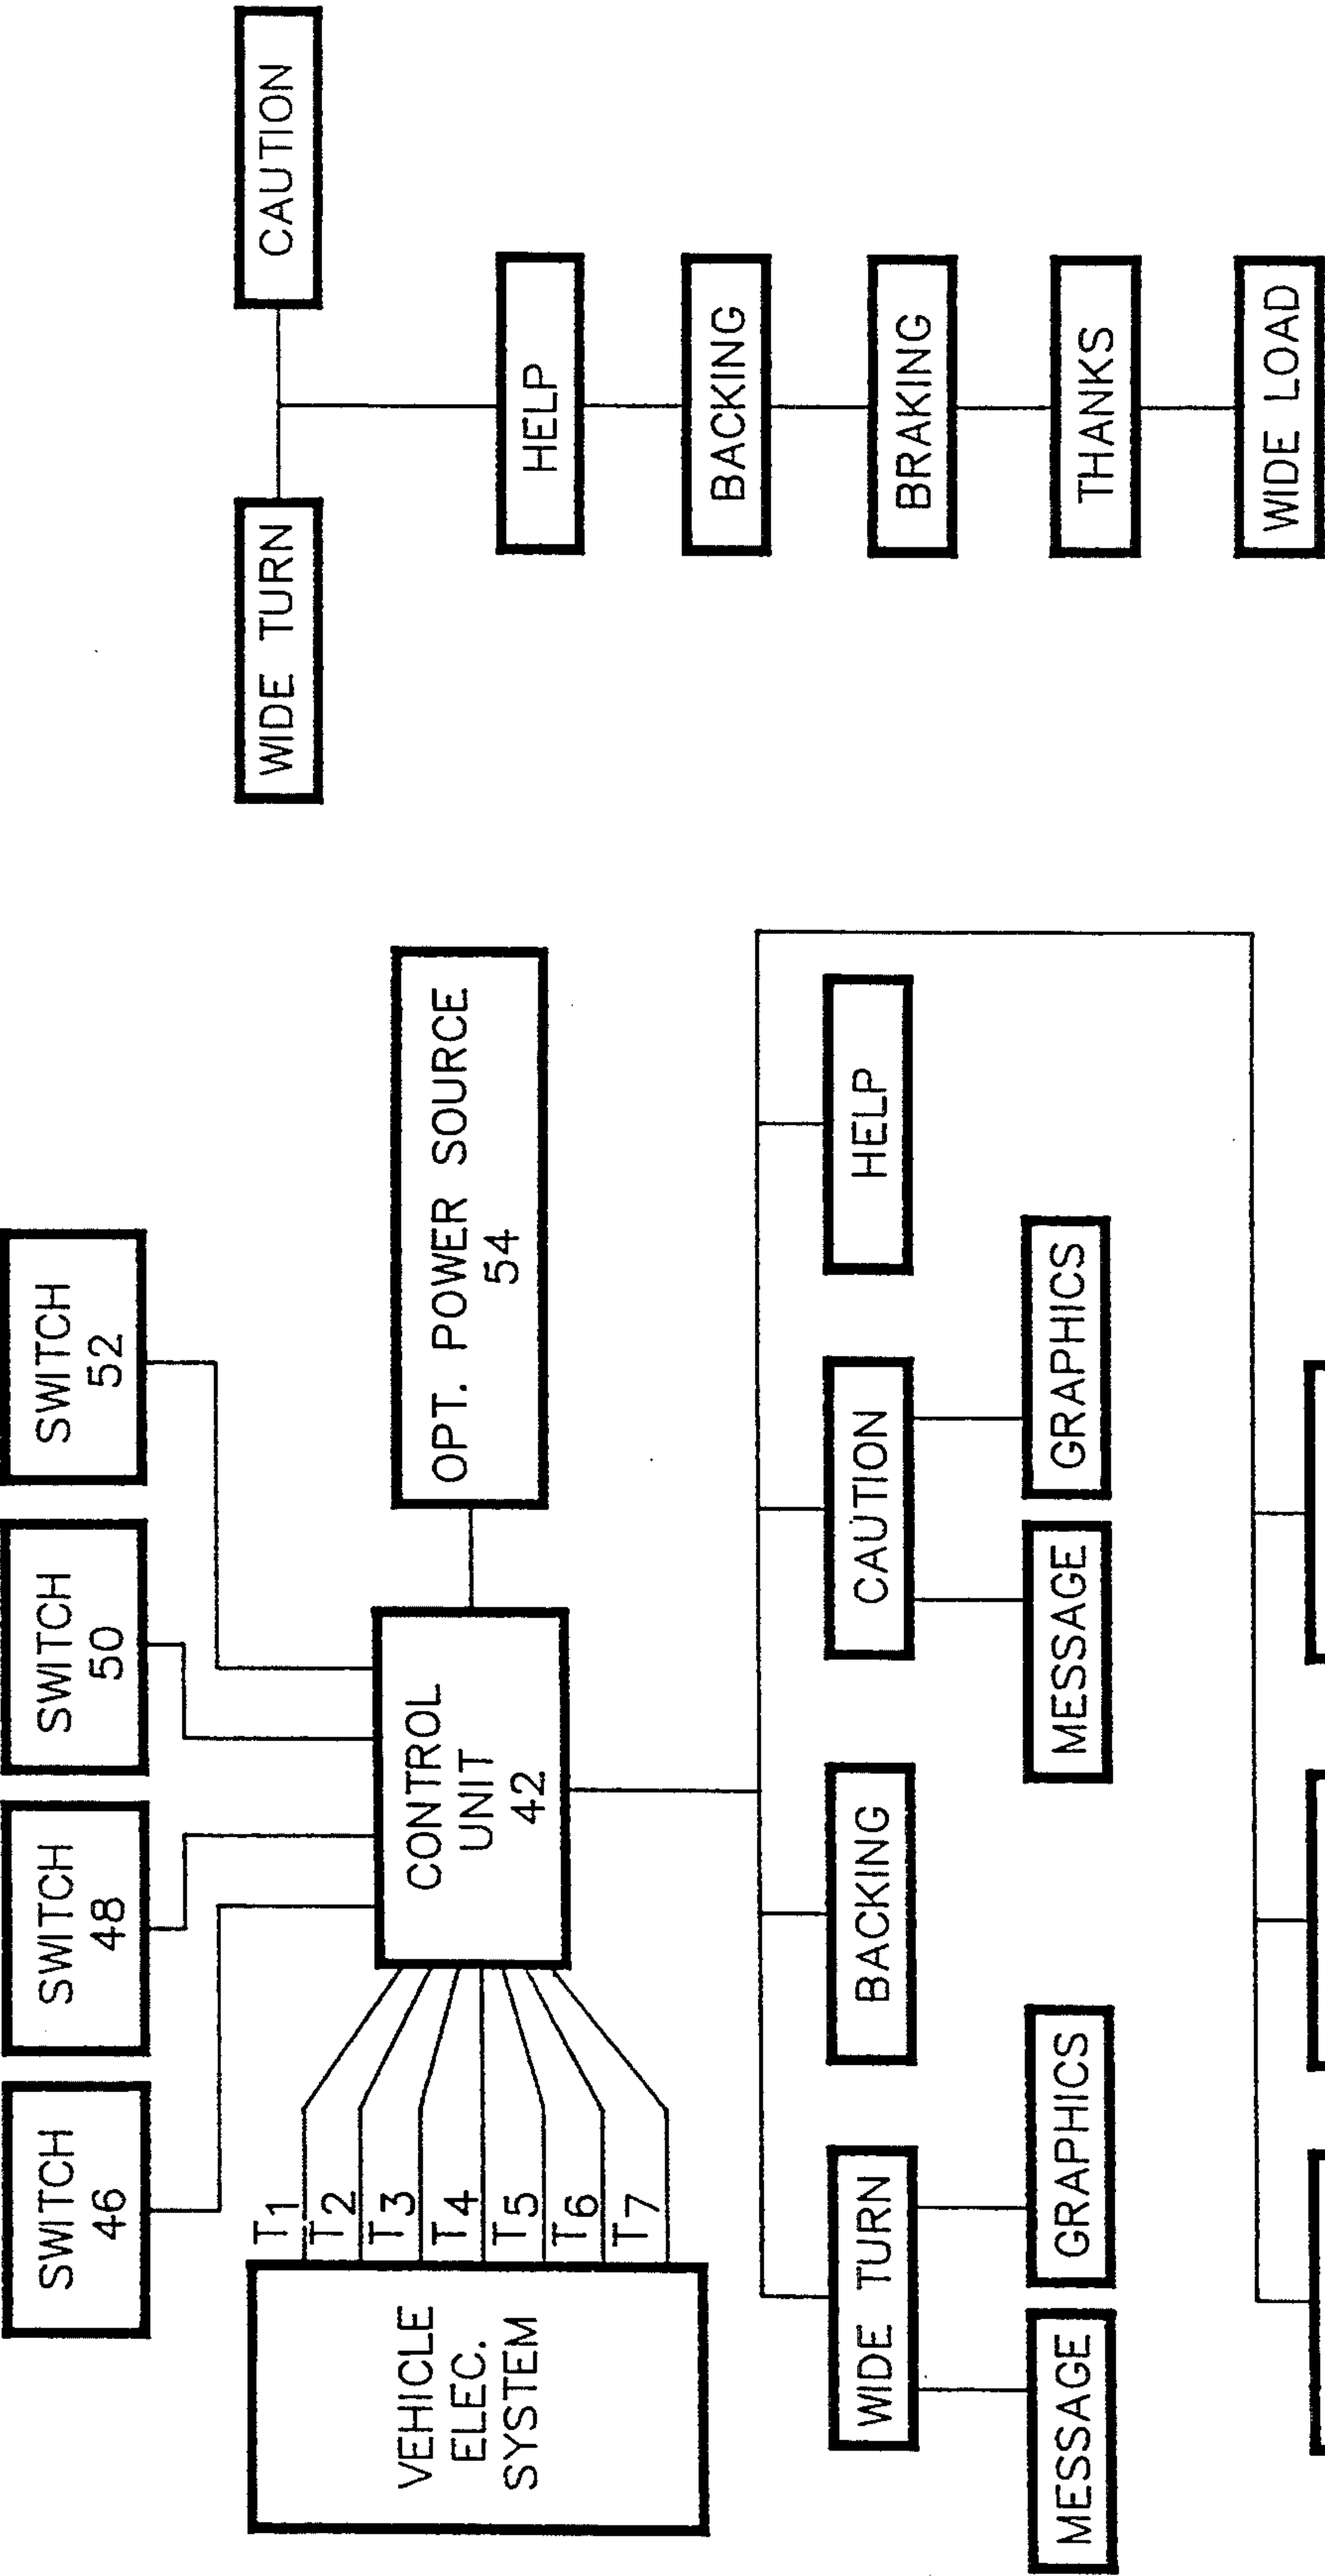 SWITCH
46
SWITCH
48
SWITCH
50
SWITCH
52
VEHICLE
ELEC.
SYSTEM
T1
T2
T3
T4
T5
T6
T7
CONTROL
UNIT
42
OPT. POWER SOURCE
54
WIDE TURN
BACKING
CAUTION
HELP
MESSAGE
GRAPHICS
MESSAGE
GRAPHICS
WIDE TURN
CAUTION
HELP
BACKING
BRAKING
THANKS
WIDE LOAD